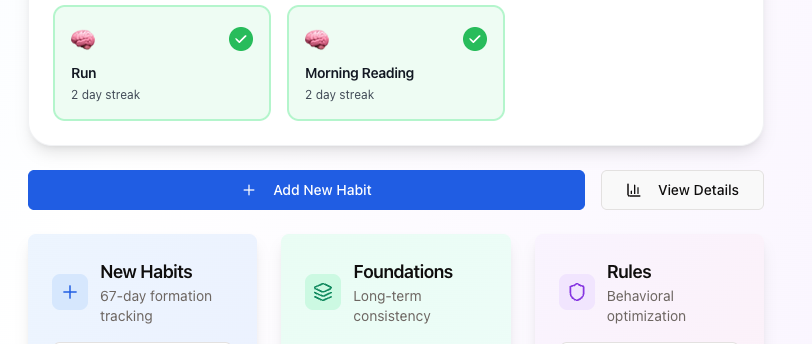 Run
2 day streak
Morning Reading
2 day streak
Add New Habit
View Details
New Habits
67-day formation
tracking
Foundations
Long-term
consistency
Rules
Behavioral
optimization